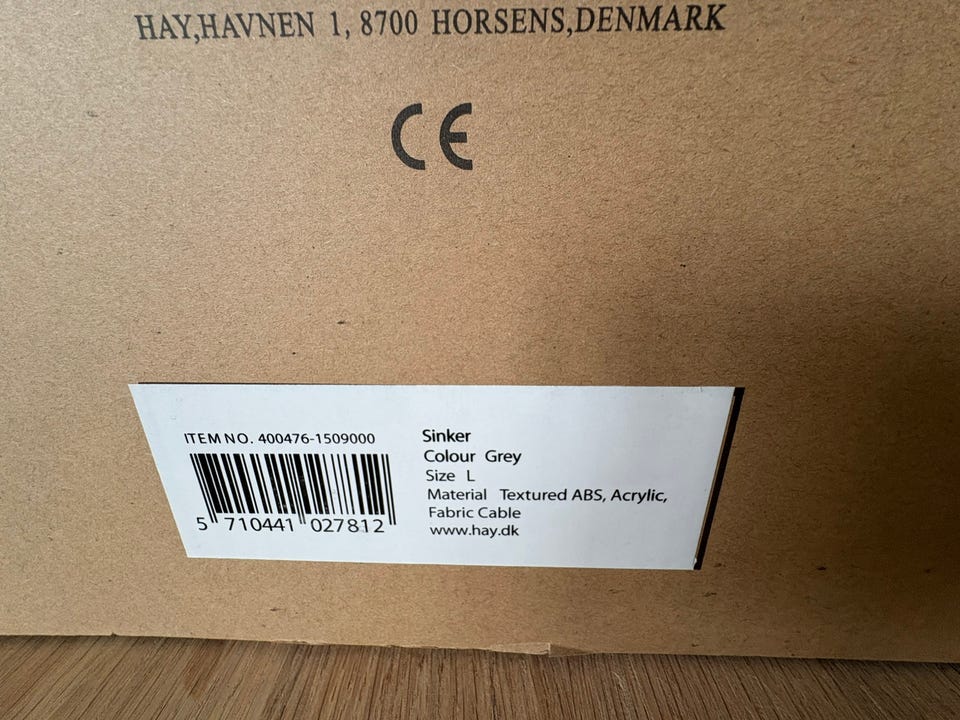 HAY,HAVNEN 1, 8700 HORSENS,DENMARK
CE
ITEM NO. 400476-1509000
5 710441 027812
Sinker
Colour Grey
Size L
Material Textured ABS, Acrylic,
Fabric Cable
www.hay.dk